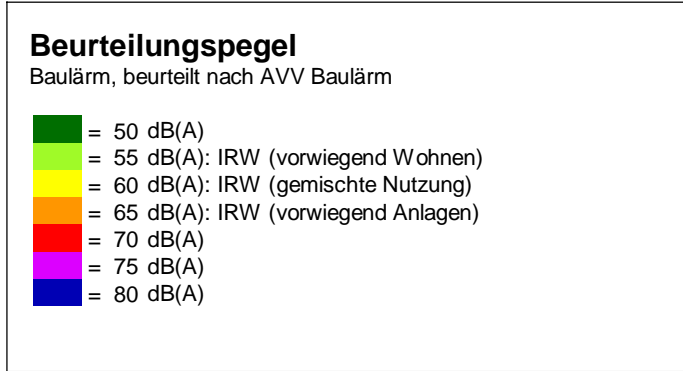 Beurteilungspegel
Baulärm, beurteilt nach AVV Baulärm
= 50 dB(A)
= 55 dB(A): IRW (vorwiegend Wohnen)
= 60 dB(A): IRW (gemischte Nutzung)
= 65 dB(A): IRW (vorwiegend Anlagen)
= 70 dB(A)
= 75 dB(A)
= 80 dB(A)